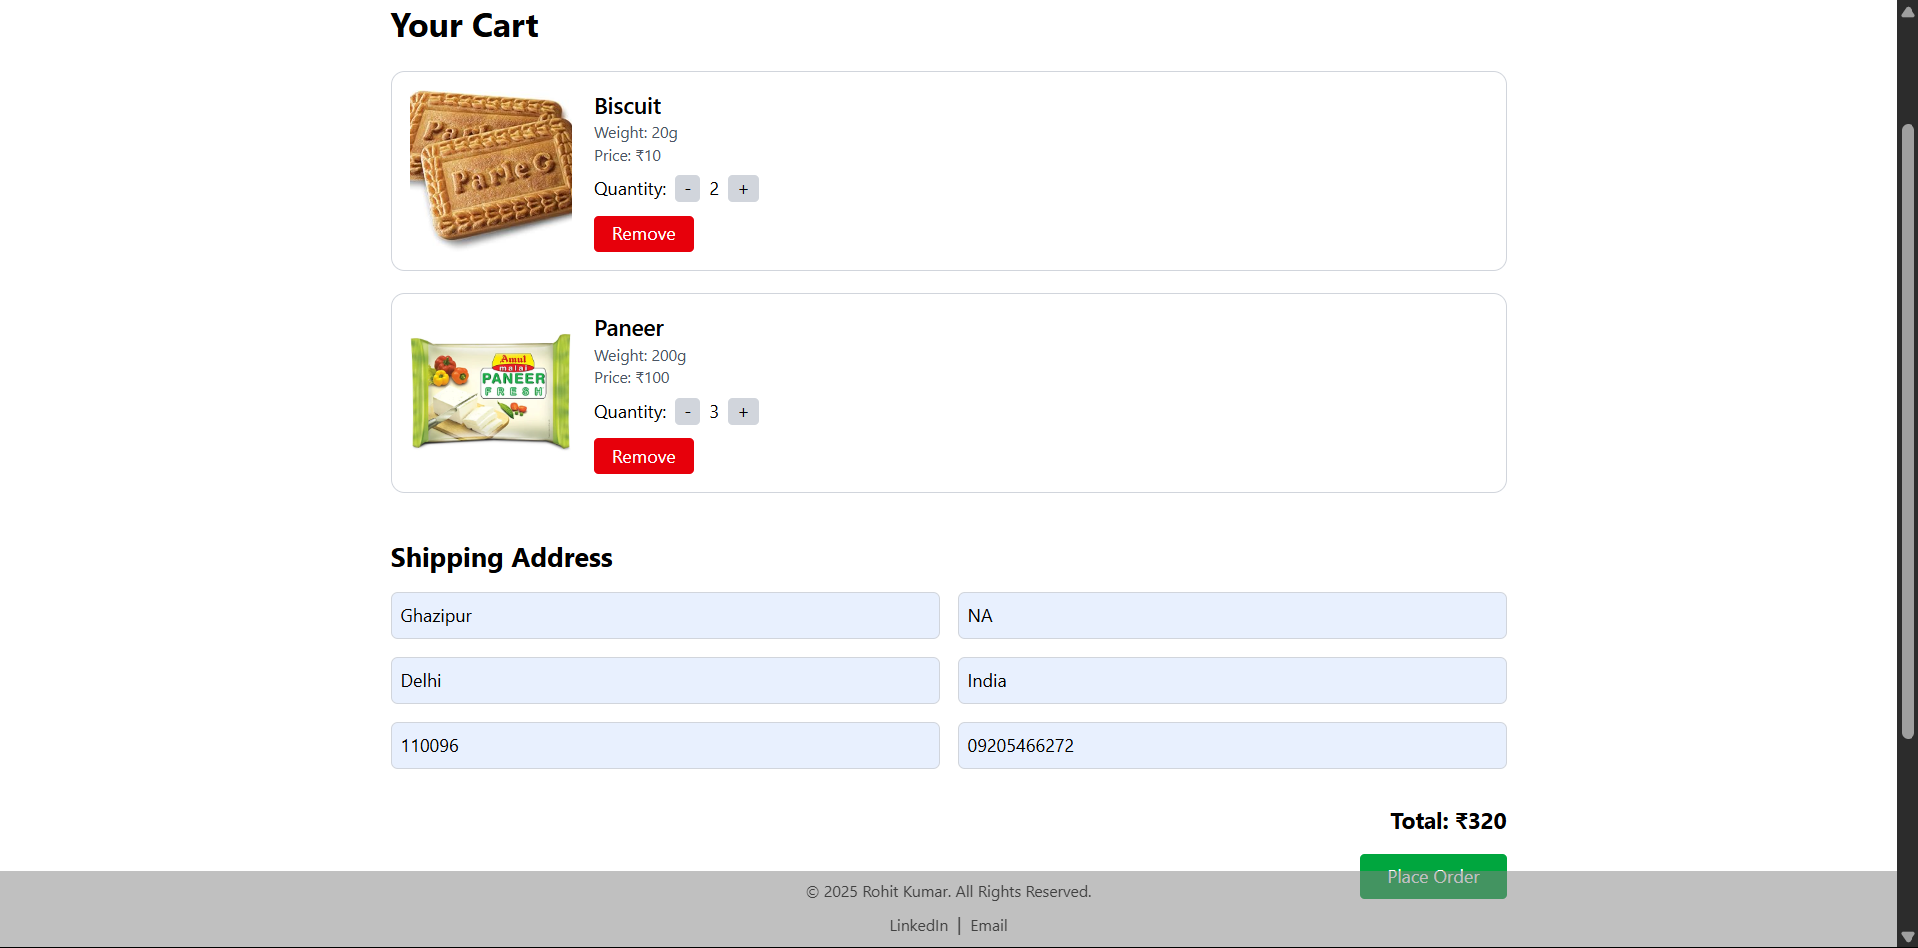 Your Cart
Parle G
Parle G
Biscuit
Weight: 20g
Price: ₹10
Quantity: - 2 +
Remove
Amul
malai
PANEER
FRESH
Paneer
Weight: 200g
Price: ₹100
Quantity: - 3 +
Remove
Shipping Address
Ghazipur NA
Delhi India
110096 09205466272
Total: ₹320
Place Order
© 2025 Rohit Kumar. All Rights Reserved.
LinkedIn | Email